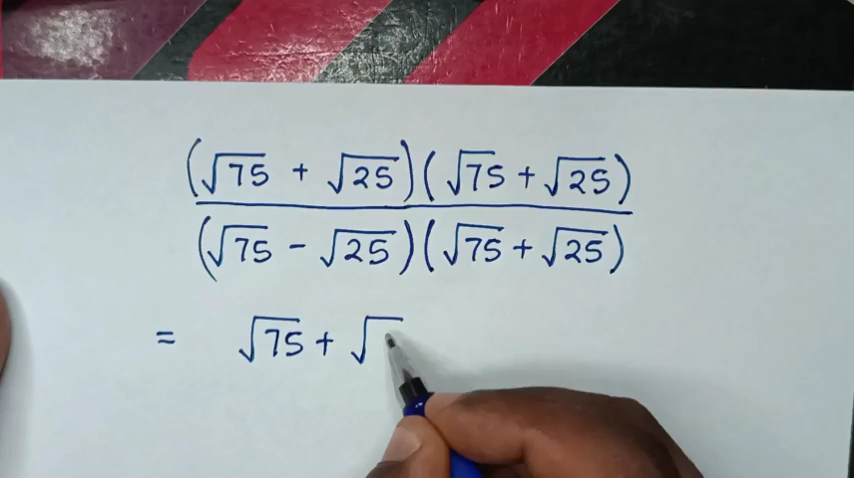 (√75 + √25)(√75 + √25)
(√75 - √25)(√75 + √25)
= √75 + √